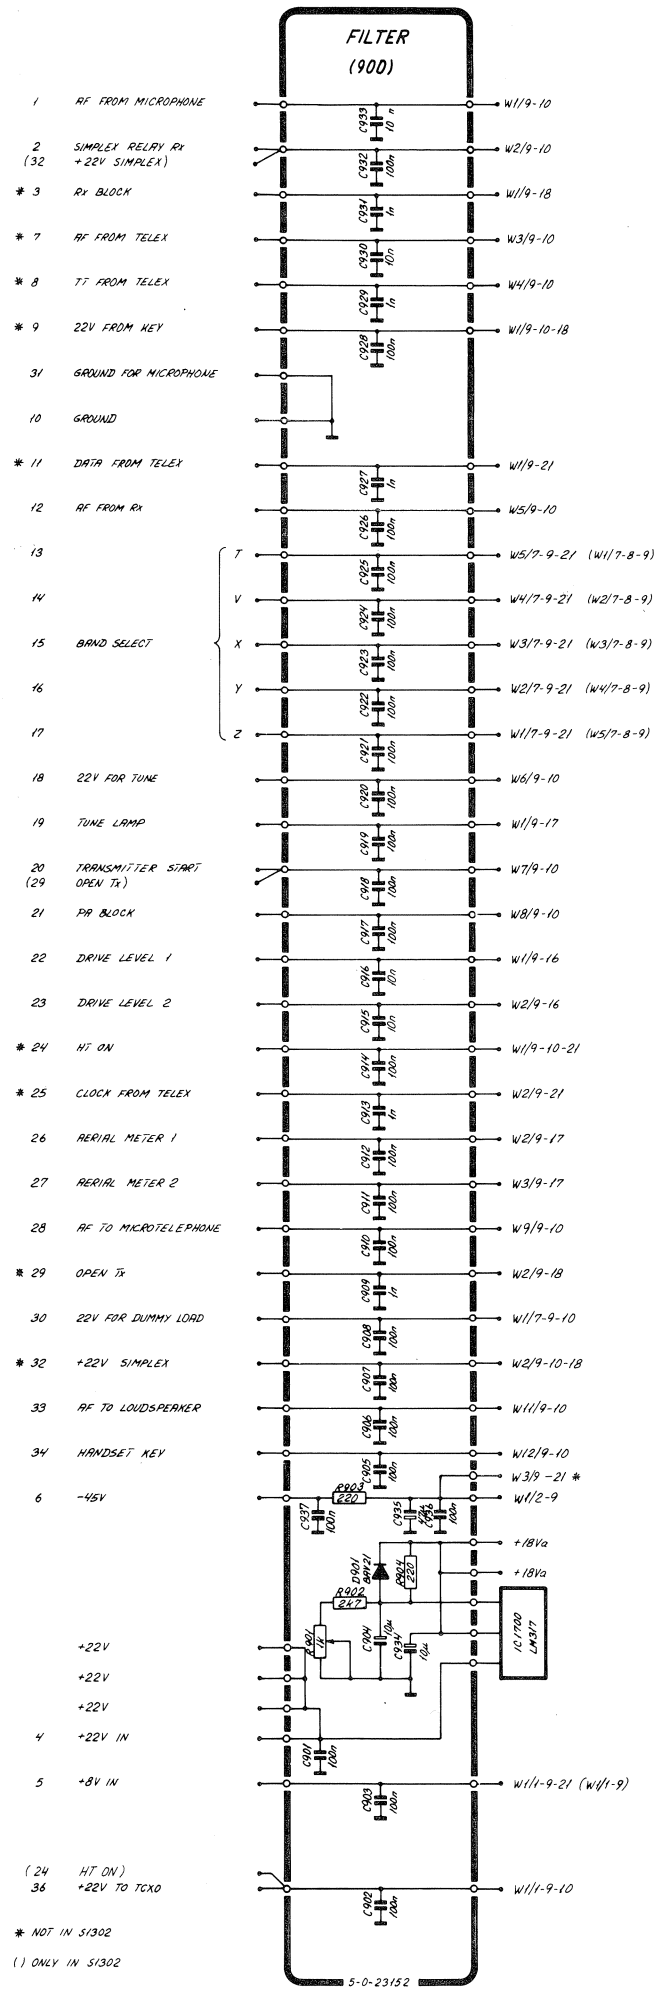 FILTER
(900)
1 AF FROM MICROPHONE C933 10n W1/9-10
2 SIMPLEX RELAY Rx C932 100n W2/9-10
(32 +22V SIMPLEX)
* 3 Rx BLOCK C931 1n W1/9-18
* 7 AF FROM TELEX C930 10n W3/9-10
* 8 TT FROM TELEX C929 1n W4/9-10
* 9 22V FROM KEY C928 100n W1/9-10-18
31 GROUND FOR MICROPHONE
10 GROUND
* 11 DATA FROM TELEX C927 1n W1/9-21
12 AF FROM RX C926 100n W5/9-10
13 T C925 100n W5/7-9-21 (W1/7-8-9)
14 V C924 100n W4/7-9-21 (W2/7-8-9)
15 BAND SELECT X C923 100n W3/7-9-21 (W3/7-8-9)
16 Y C922 100n W2/7-9-21 (W4/7-8-9)
17 Z C921 100n W1/7-9-21 (W5/7-8-9)
18 22V FOR TUNE C920 100n W6/9-10
19 TUNE LAMP C919 100n W1/9-17
20 TRANSMITTER START C918 100n W7/9-10
(29 OPEN Tx)
21 PA BLOCK C917 100n W8/9-10
22 DRIVE LEVEL 1 C916 10n W1/9-16
23 DRIVE LEVEL 2 C915 10n W2/9-16
* 24 HT ON C914 100n W1/9-10-21
* 25 CLOCK FROM TELEX C913 1n W2/9-21
26 AERIAL METER 1 C912 100n W2/9-17
27 AERIAL METER 2 C911 100n W3/9-17
28 AF TO MICROTELEPHONE C910 100n W9/9-10
* 29 OPEN Tx C909 1n W2/9-18
30 22V FOR DUMMY LOAD C908 100n W1/7-9-10
* 32 +22V SIMPLEX C907 100n W2/9-10-18
33 AF TO LOUDSPEAKER C906 100n W11/9-10
34 HANDSET KEY C905 100n W12/9-10
W3/9-21 *
6 -45V C937 100n R903 220 C935 47µ C936 100n W1/2-9
+18Va
D901 BAV21 R904 220 +18Va
R902 2k7
R901 1k C904 10µ C934 10µ IC1700 LM317
+22V
+22V
+22V
4 +22V IN C901 100n
5 +8V IN C903 100n W1/1-9-21 (W1/1-9)
(24 HT ON)
36 +22V TO TCXO C902 100n W1/1-9-10
* NOT IN S1302
() ONLY IN S1302
5-0-23152